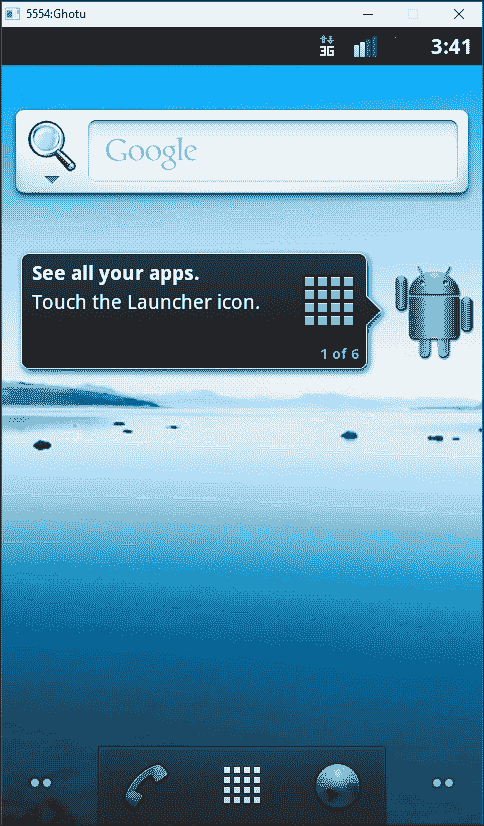 5554:Ghotu
3G
3:41
Google
See all your apps.
Touch the Launcher icon.
1 of 6